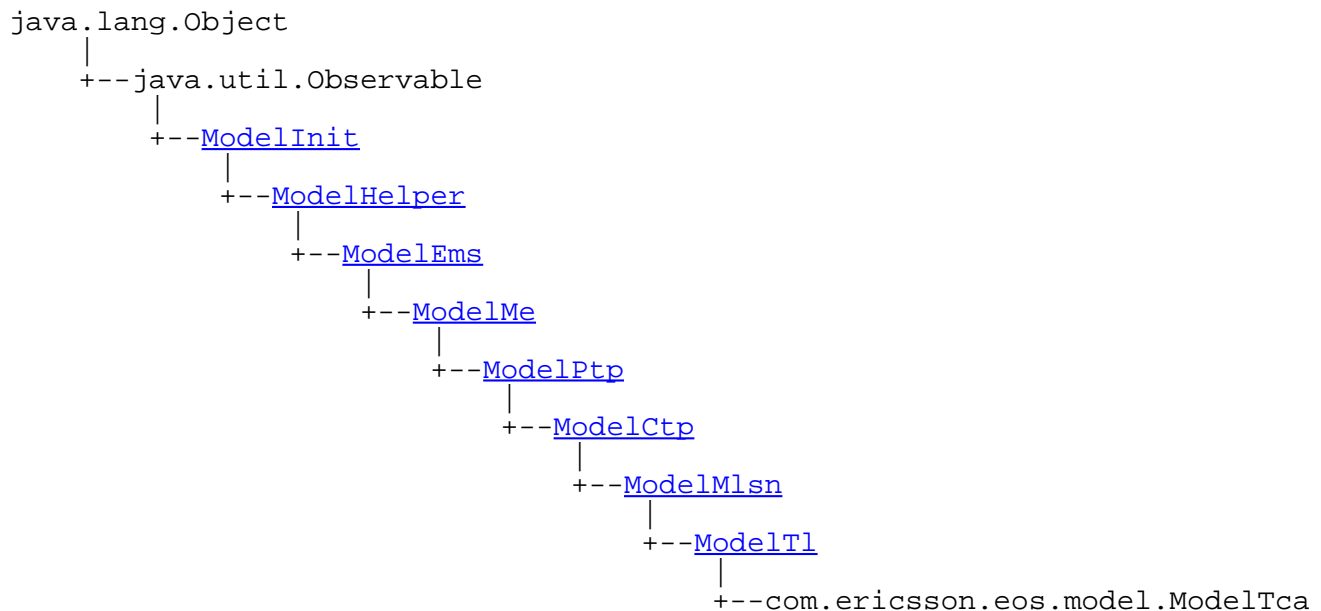 java.lang.Object
|
+--java.util.Observable
|
+--ModelInit
|
+--ModelHelper
|
+--ModelEms
|
+--ModelMe
|
+--ModelPtp
|
+--ModelCtp
|
+--ModelMlsn
|
+--ModelTl
|
+--com.ericsson.eos.model.ModelTca